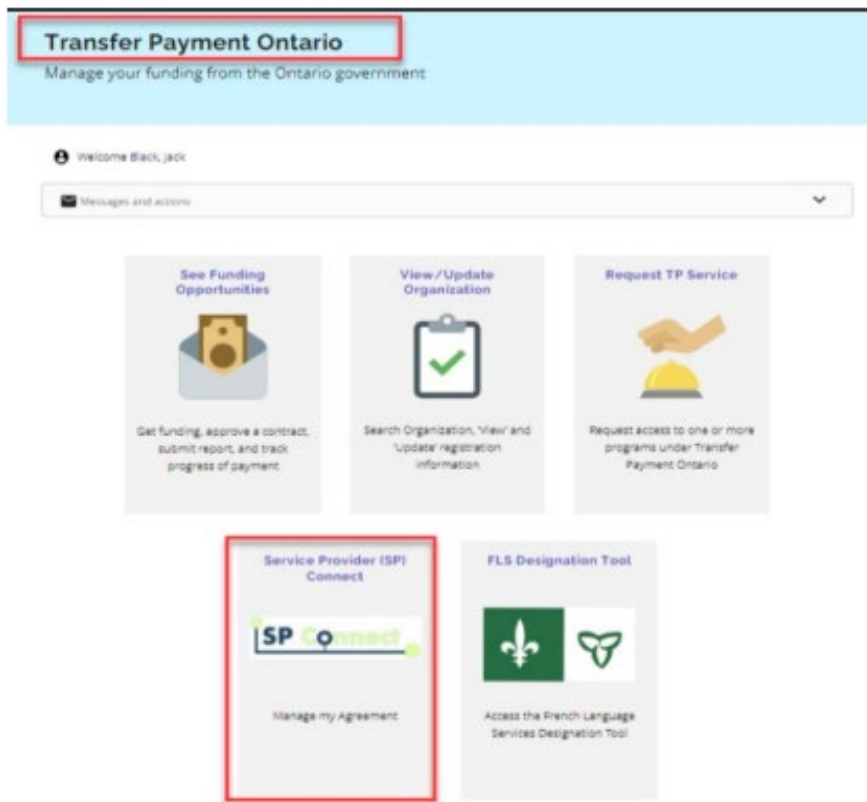 Transfer Payment Ontario
Manage your funding from the Ontario government
Welcome Black, Jack
Messages and actions
See Funding
Opportunities
Get funding, approve a contract,
submit report, and track
progress of payment
View/Update
Organization
Search Organization, 'View' and
'Update' registration
information
Request TP Service
Request access to one or more
programs under Transfer
Payment Ontario
Service Provider (SP)
Connect
SP Connect
Manage my Agreement
FLS Designation Tool
Access the French Language
Services Designation Tool